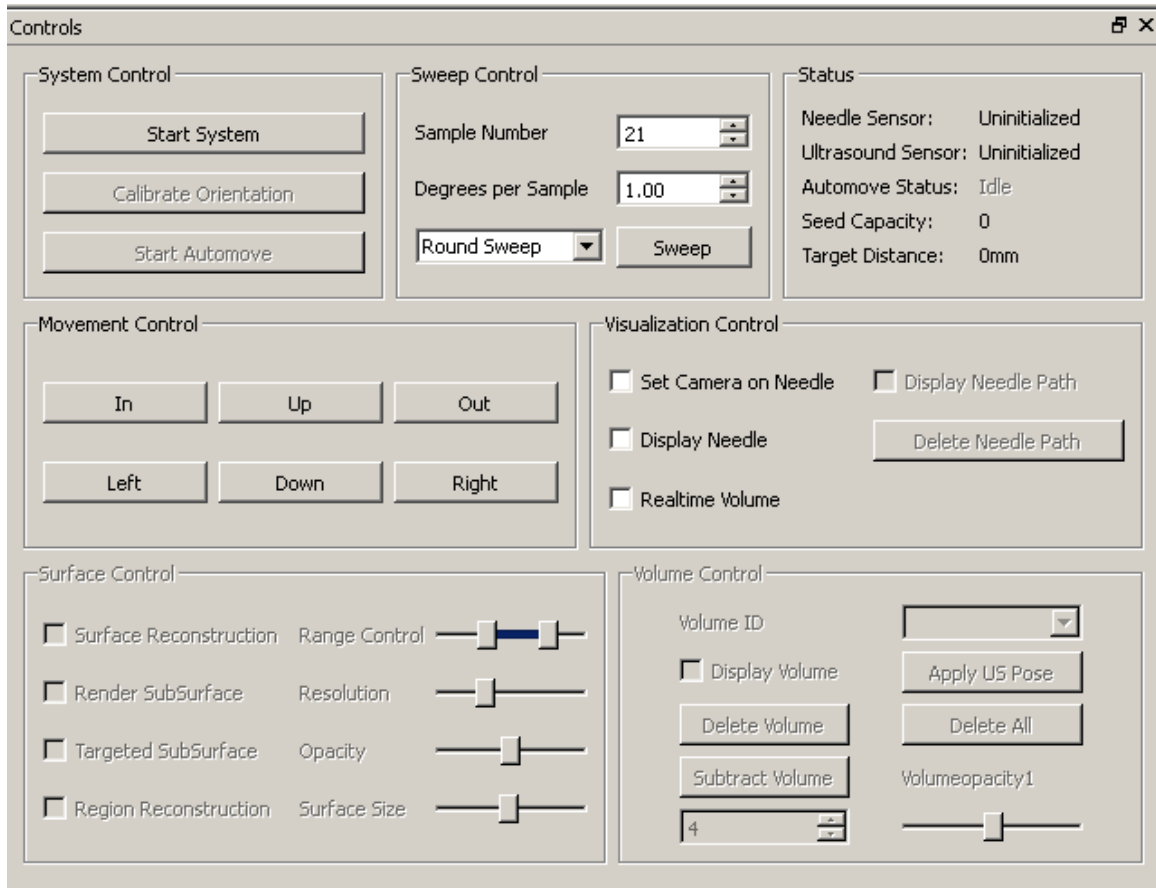 Controls
System Control
Start System
Calibrate Orientation
Start Automove
Sweep Control
Sample Number 21
Degrees per Sample 1.00
Round Sweep Sweep
Status
Needle Sensor: Uninitialized
Ultrasound Sensor: Uninitialized
Automove Status: Idle
Seed Capacity: 0
Target Distance: 0mm
Movement Control
In Up Out
Left Down Right
Visualization Control
Set Camera on Needle Display Needle Path
Display Needle Delete Needle Path
Realtime Volume
Surface Control
Surface Reconstruction Range Control
Render SubSurface Resolution
Targeted SubSurface Opacity
Region Reconstruction Surface Size
Volume Control
Volume ID
Display Volume Apply US Pose
Delete Volume Delete All
Subtract Volume Volumeopacity1
4